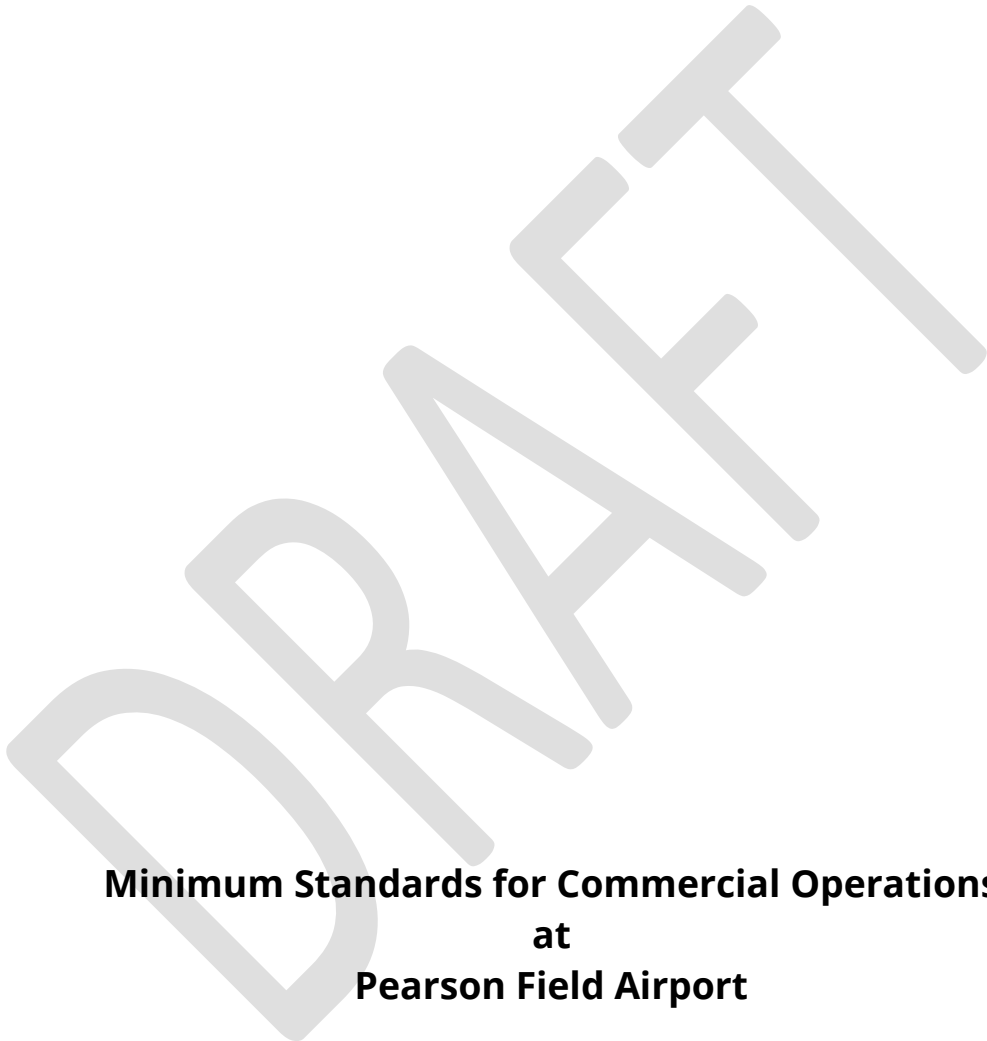 DRAFT
Minimum Standards for Commercial Operations
at
Pearson Field Airport